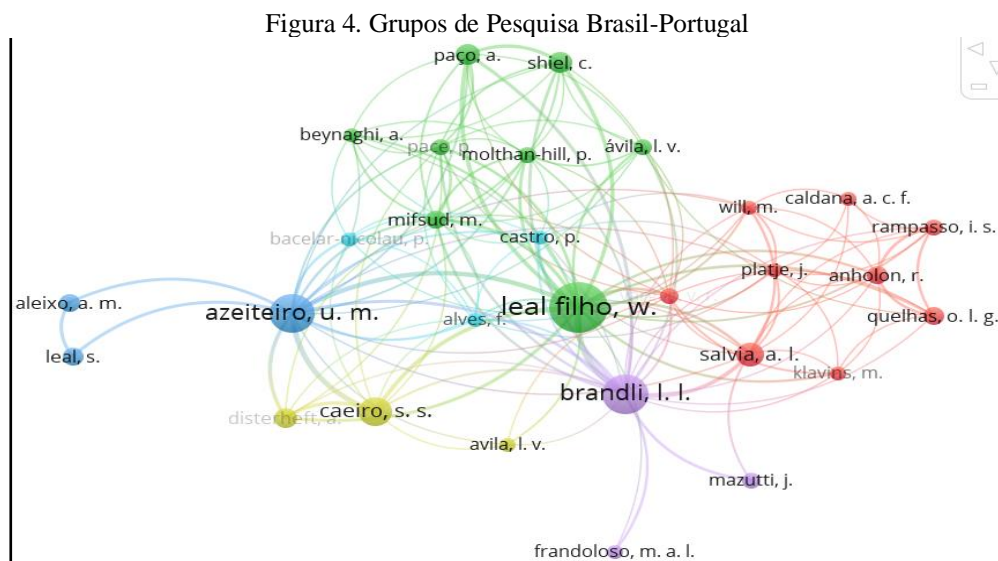 Figura 4. Grupos de Pesquisa Brasil-Portugal
paço, a.
shiel, c.
beynaghi, a.
pace, p.
molthan-hill, p.
ávila, l. v.
mifsud, m.
will, m.
caldana, a. c. f.
rampasso, i. s.
bacelar-nicolau, p.
castro, p.
platje, j.
anholon, r.
aleixo, a. m.
azeiteiro, u. m.
alves, f.
leal filho, w.
quelhas, o. l. g.
leal, s.
salvia, a. l.
klavins, m.
brandli, l. l.
disterheft, a.
caeiro, s. s.
avila, l. v.
mazutti, j.
frandoloso, m. a. l.